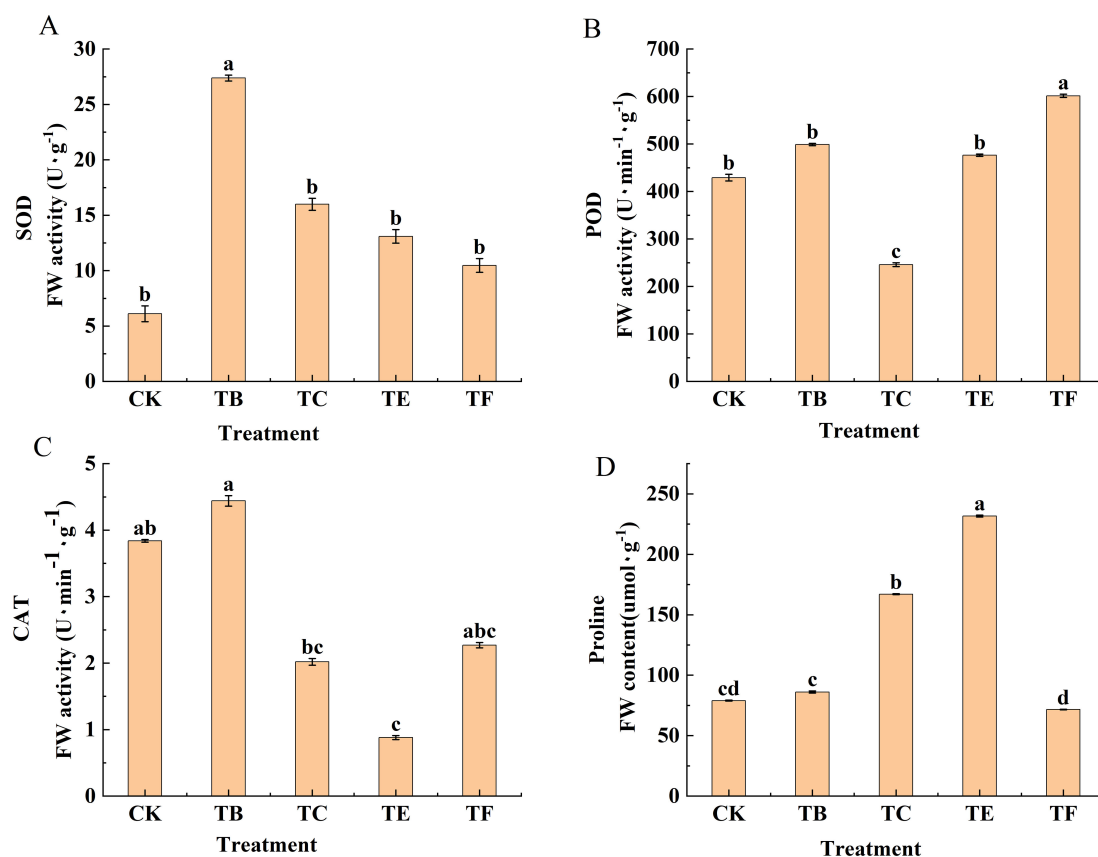 A
SOD
FW activity (U·g⁻¹)
30
25
20
15
10
5
0
b
a
b
b
b
CK TB TC TE TF
Treatment
B
POD
FW activity (U·min⁻¹·g⁻¹)
700
600
500
400
300
200
100
0
b
b
c
b
a
CK TB TC TE TF
Treatment
C
CAT
FW activity (U·min⁻¹·g⁻¹)
5
4
3
2
1
0
ab
a
bc
c
abc
CK TB TC TE TF
Treatment
D
Proline
FW content(umol·g⁻¹)
250
200
150
100
50
0
cd
c
b
a
d
CK TB TC TE TF
Treatment